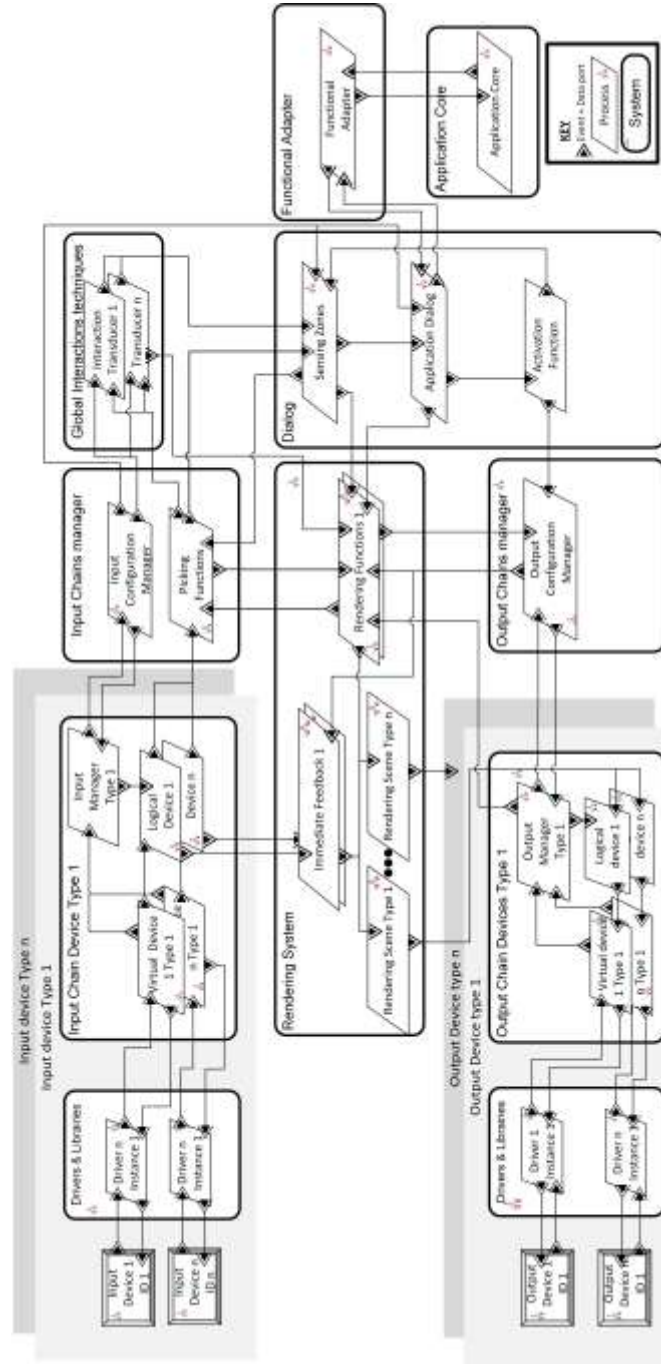 Input device Type n
Input device Type 1
Input
Device 1
ID 1
Input
Device n
ID n
Drivers & Libraries
Driver n
Instance 1
Driver n
Instance 1
Input Chain Device Type 1
Virtual Device
1 Type 1
n Type 1
Input
Manager
Type 1
Logical
Device 1
Device n
Input Chains manager
Input
Configuration
Manager
Picking
Functions
Global Interactions techniques
Interaction
Transducer 1
Transducer n
Rendering System
Immediate Feedback 1
Rendering Scene Type 1
Rendering Scene Type n
Rendering Functions 1
Dialog
Sensing Zones
Application Dialog
Activation
Function
Functional Adapter
Functional
Adapter
Application Core
Application Core
KEY
Event + Data port
Process
System
Output Device type n
Output Device type 1
Output
Device 1
ID 1
Output
Device n
ID n
Drivers & Libraries
Driver 1
Instance 1
Driver n
Instance 1
Output Chain Devices Type 1
Virtual device
1 Type 1
n Type 1
Output
Manager
Type 1
Logical
device 1
device n
Output Chains manager
Output
Configuration
Manager